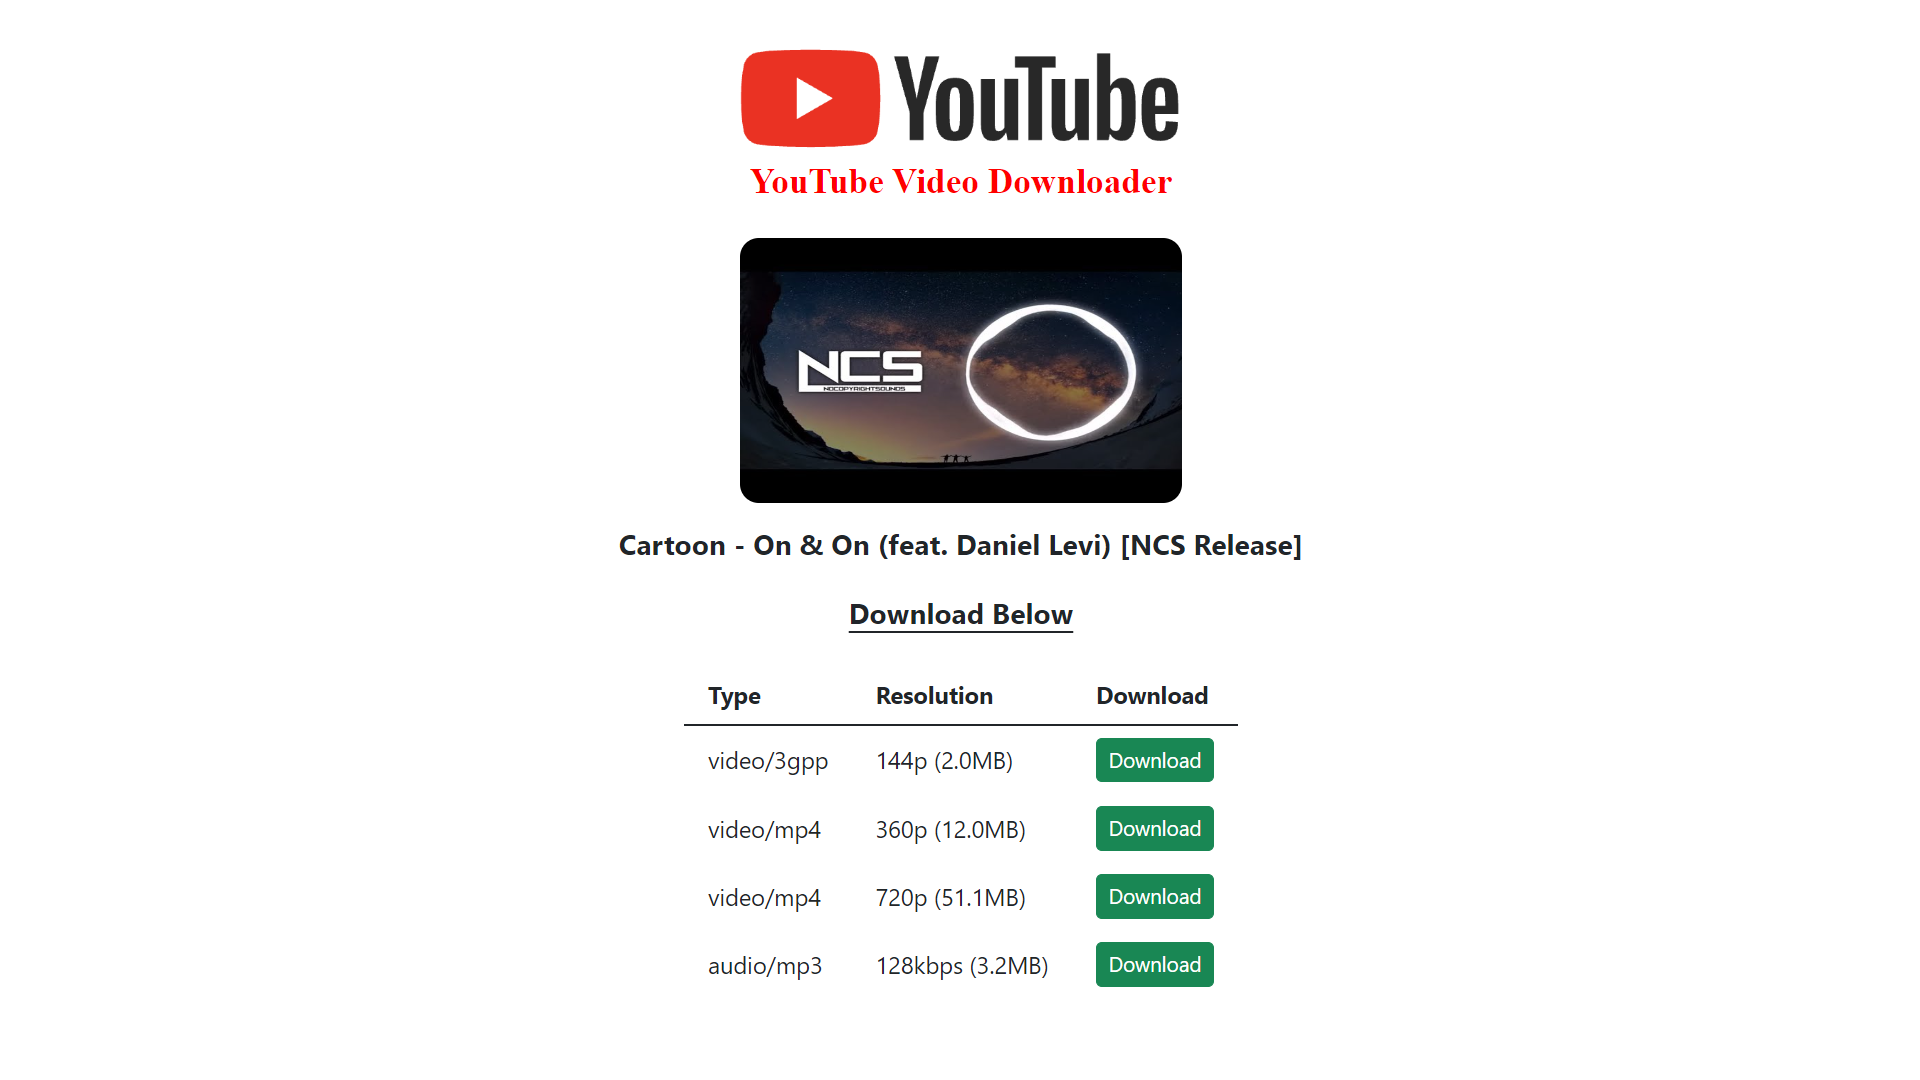 YouTube
YouTube Video Downloader
NCS
NOCOPYRIGHTSOUNDS
Cartoon - On & On (feat. Daniel Levi) [NCS Release]
Download Below
Type Resolution Download
video/3gpp 144p (2.0MB) Download
video/mp4 360p (12.0MB) Download
video/mp4 720p (51.1MB) Download
audio/mp3 128kbps (3.2MB) Download